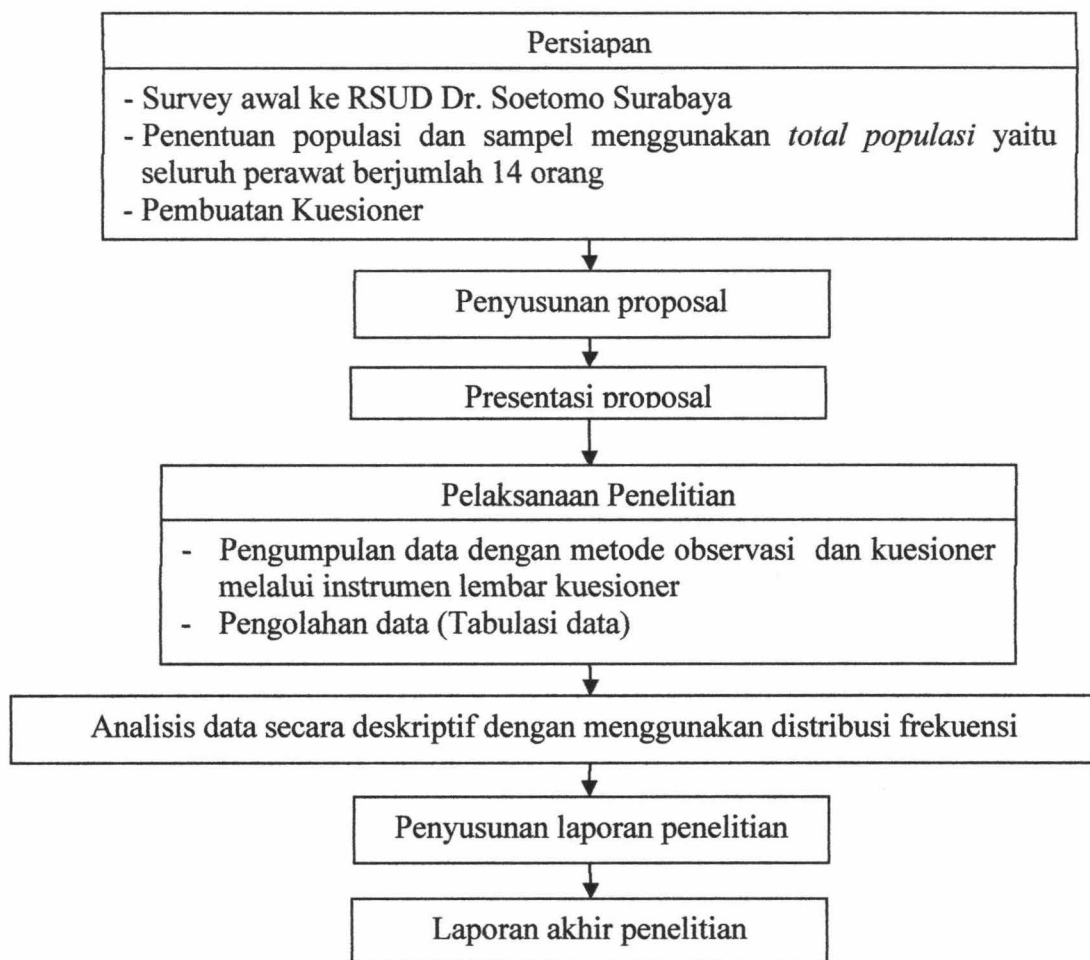 Persiapan
- Survey awal ke RSUD Dr. Soetomo Surabaya
- Penentuan populasi dan sampel menggunakan total populasi yaitu
seluruh perawat berjumlah 14 orang
- Pembuatan Kuesioner
Penyusunan proposal
Presentasi proposal
Pelaksanaan Penelitian
- Pengumpulan data dengan metode observasi dan kuesioner
melalui instrumen lembar kuesioner
- Pengolahan data (Tabulasi data)
Analisis data secara deskriptif dengan menggunakan distribusi frekuensi
Penyusunan laporan penelitian
Laporan akhir penelitian